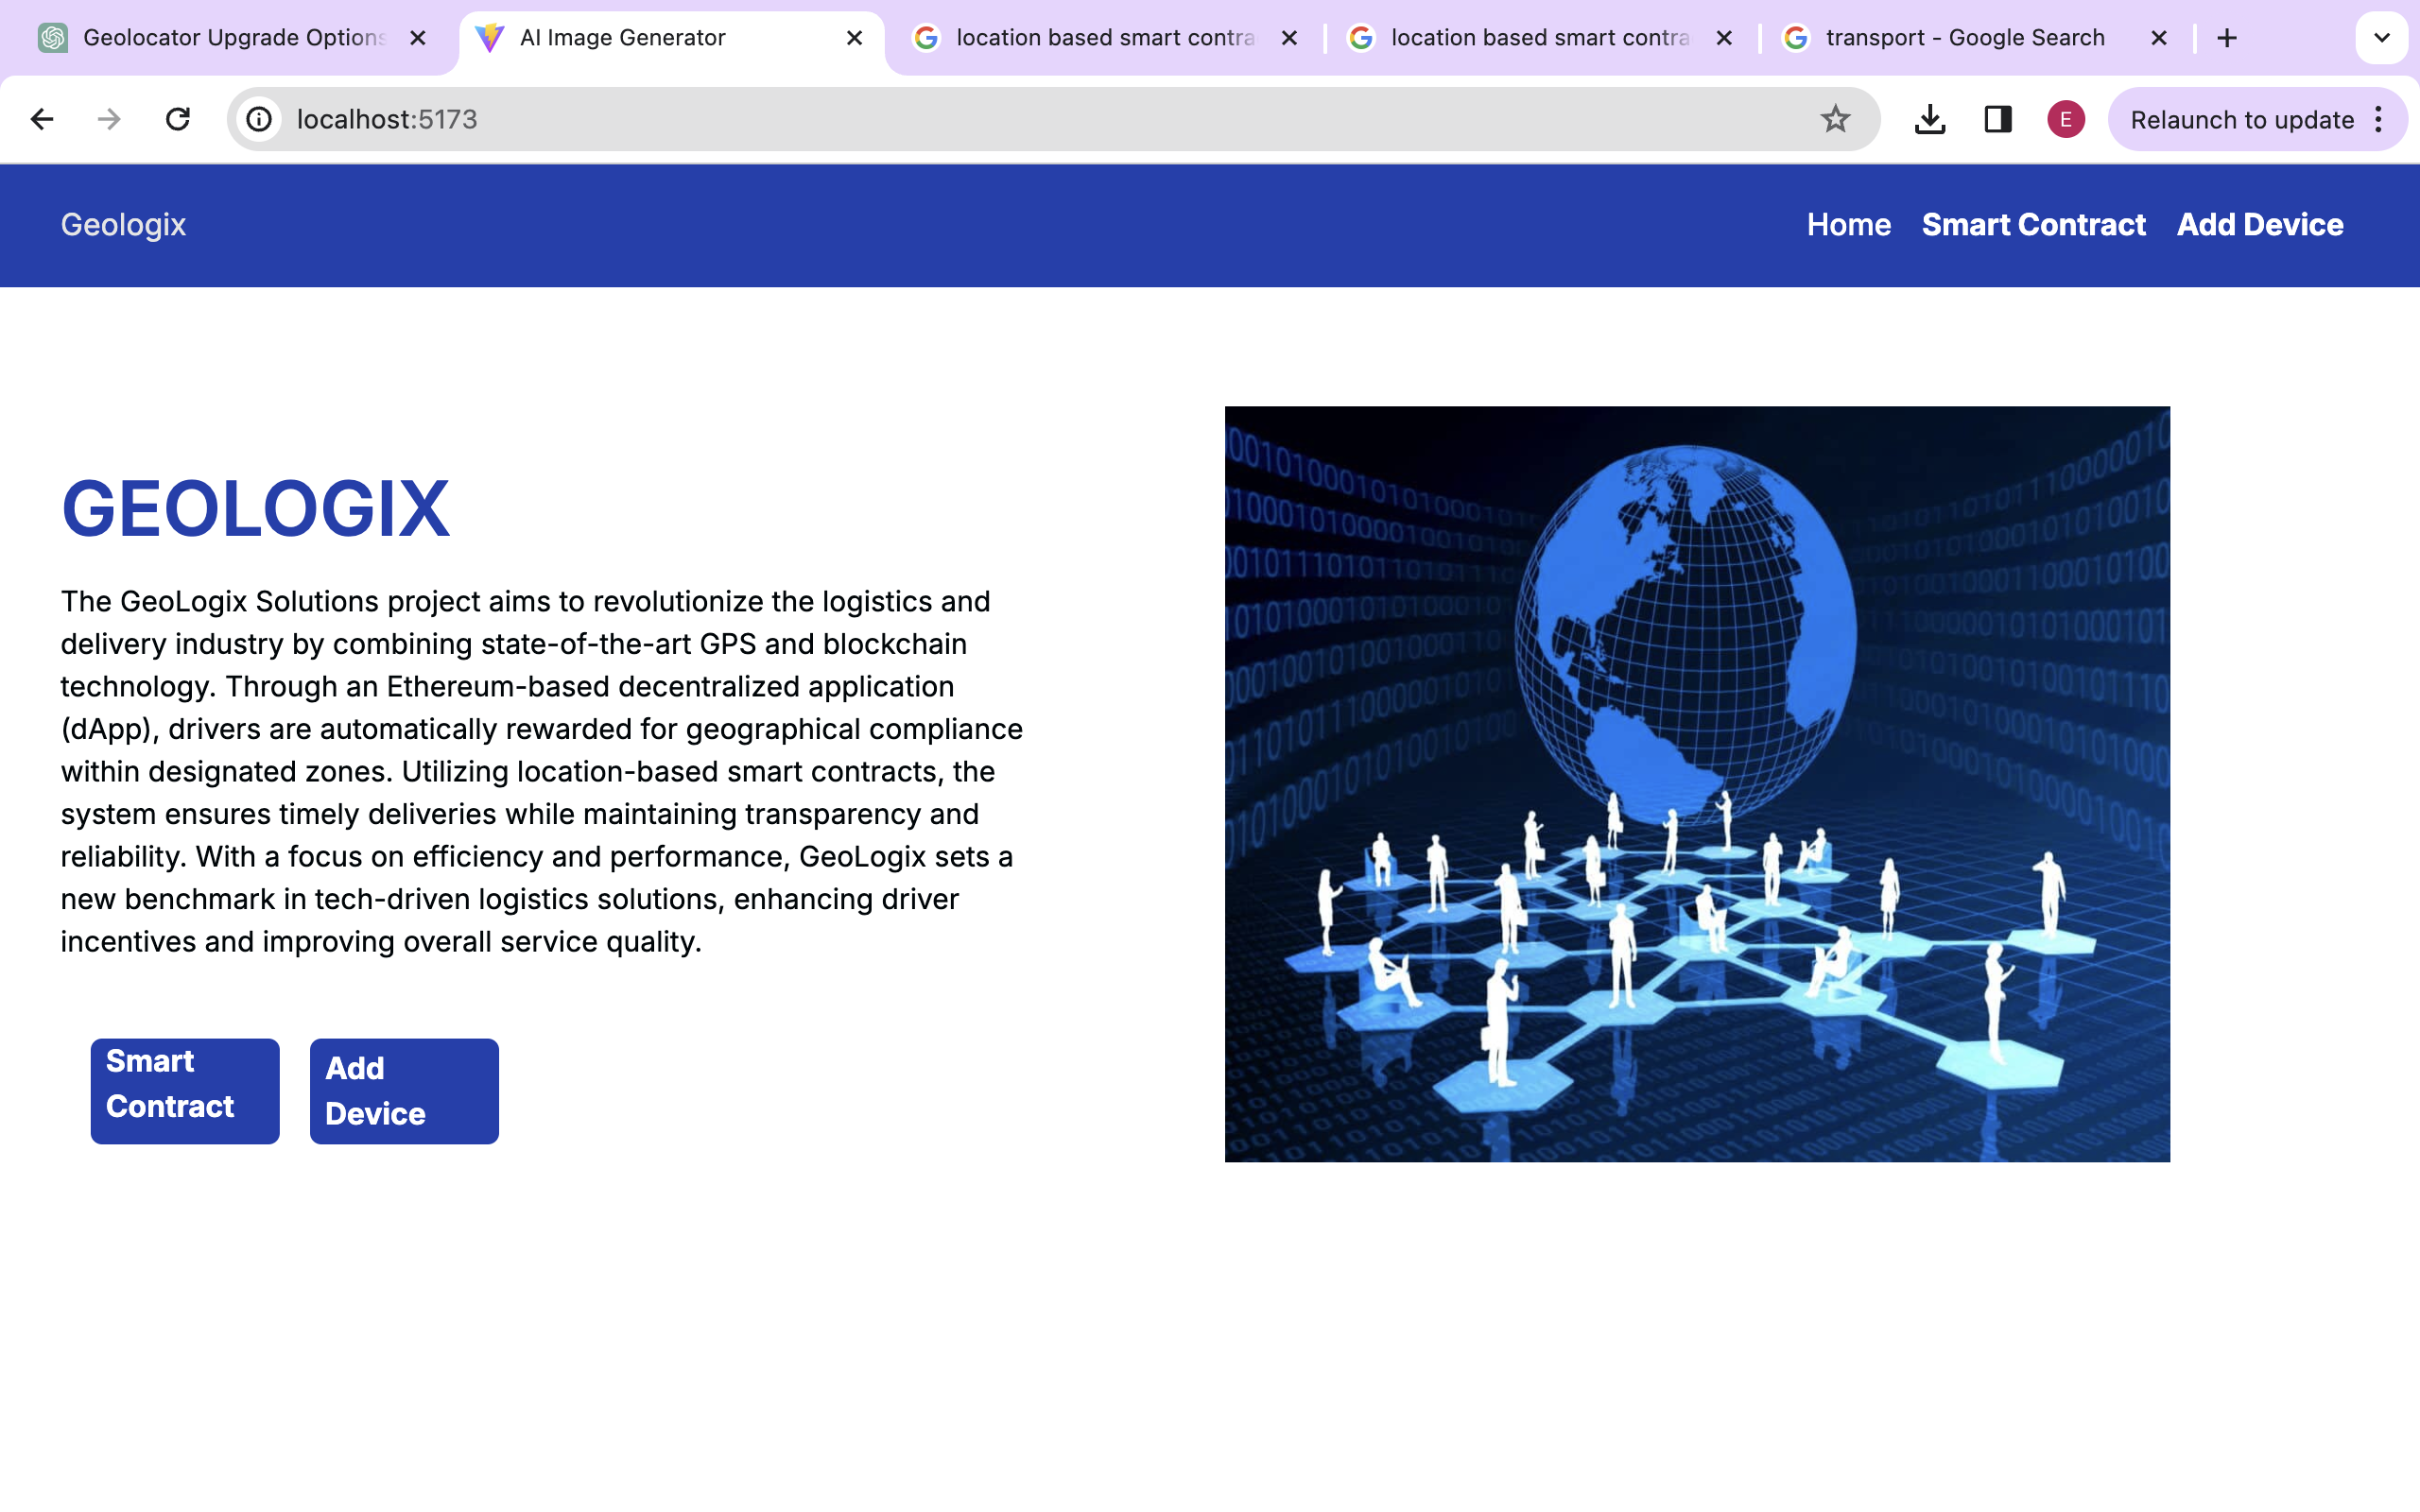 Geolocator Upgrade Options
AI Image Generator
location based smart contra
location based smart contra
transport - Google Search
localhost:5173
E
Relaunch to update
Geologix
Home
Smart Contract
Add Device
GEOLOGIX
The GeoLogix Solutions project aims to revolutionize the logistics and
delivery industry by combining state-of-the-art GPS and blockchain
technology. Through an Ethereum-based decentralized application
(dApp), drivers are automatically rewarded for geographical compliance
within designated zones. Utilizing location-based smart contracts, the
system ensures timely deliveries while maintaining transparency and
reliability. With a focus on efficiency and performance, GeoLogix sets a
new benchmark in tech-driven logistics solutions, enhancing driver
incentives and improving overall service quality.
Smart
Contract
Add
Device